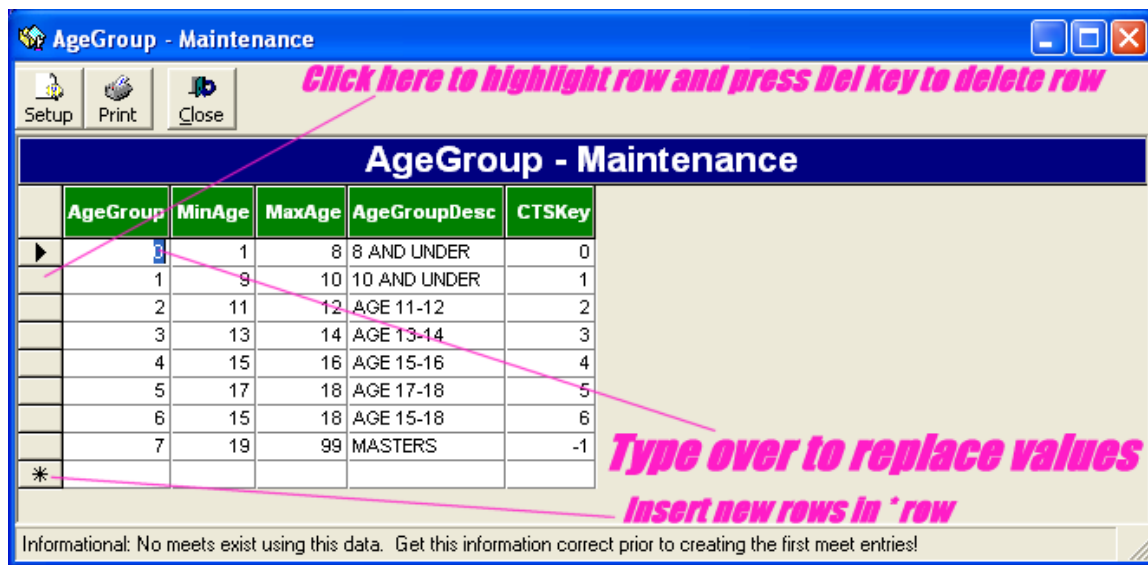 AgeGroup - Maintenance
Click here to highlight row and press Del key to delete row
Setup Print Close
AgeGroup - Maintenance
AgeGroup MinAge MaxAge AgeGroupDesc CTSKey
0 1 8 8 AND UNDER 0
1 9 10 10 AND UNDER 1
2 11 12 AGE 11-12 2
3 13 14 AGE 13-14 3
4 15 16 AGE 15-16 4
5 17 18 AGE 17-18 5
6 15 18 AGE 15-18 6
7 19 99 MASTERS -1
Type over to replace values
*
Insert new rows in * row
Informational: No meets exist using this data. Get this information correct prior to creating the first meet entries!